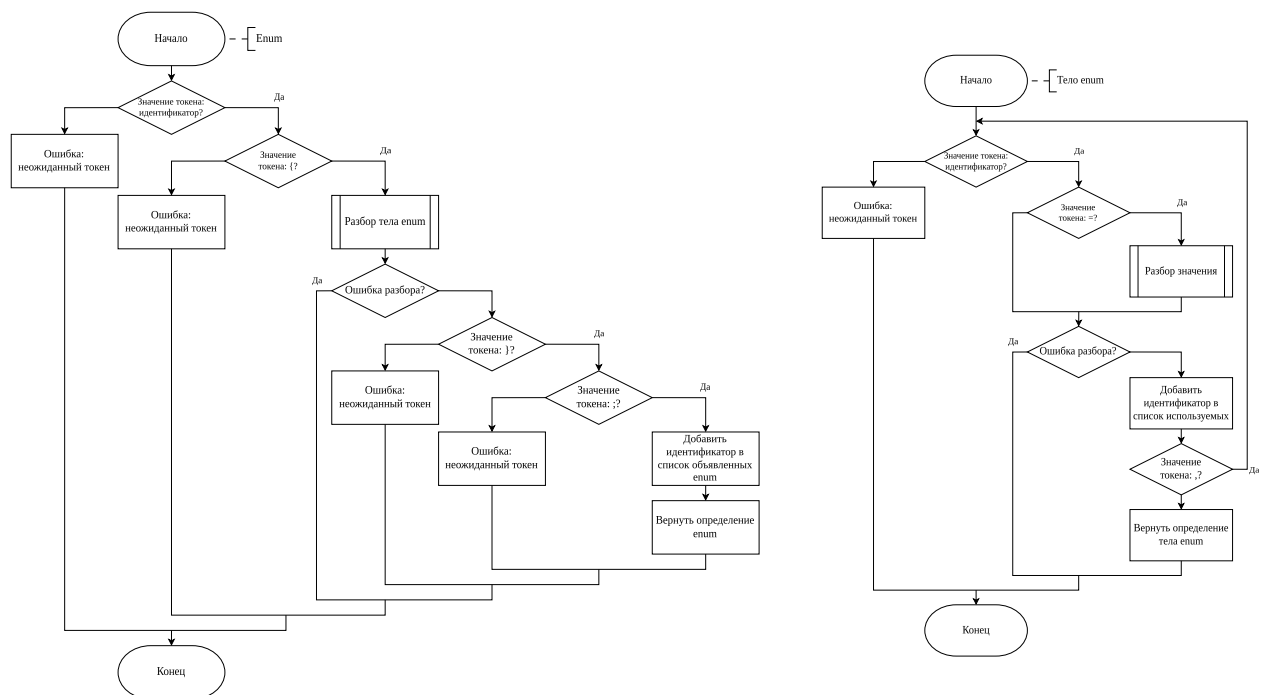 Начало
Enum
Значение токена:
идентификатор?
Да
Ошибка:
неожиданный токен
Значение
токена: {?
Да
Ошибка:
неожиданный токен
Разбор тела enum
Да
Ошибка разбора?
Значение
токена: }?
Да
Ошибка:
неожиданный токен
Значение
токена: ;?
Да
Ошибка:
неожиданный токен
Добавить
идентификатор в
список объявленных
enum
Вернуть определение
enum
Конец
Начало
Тело enum
Значение токена:
идентификатор?
Да
Ошибка:
неожиданный токен
Значение
токена: =?
Да
Разбор значения
Да
Ошибка разбора?
Добавить
идентификатор в
список используемых
Значение
токена: ,?
Да
Вернуть определение
тела enum
Конец